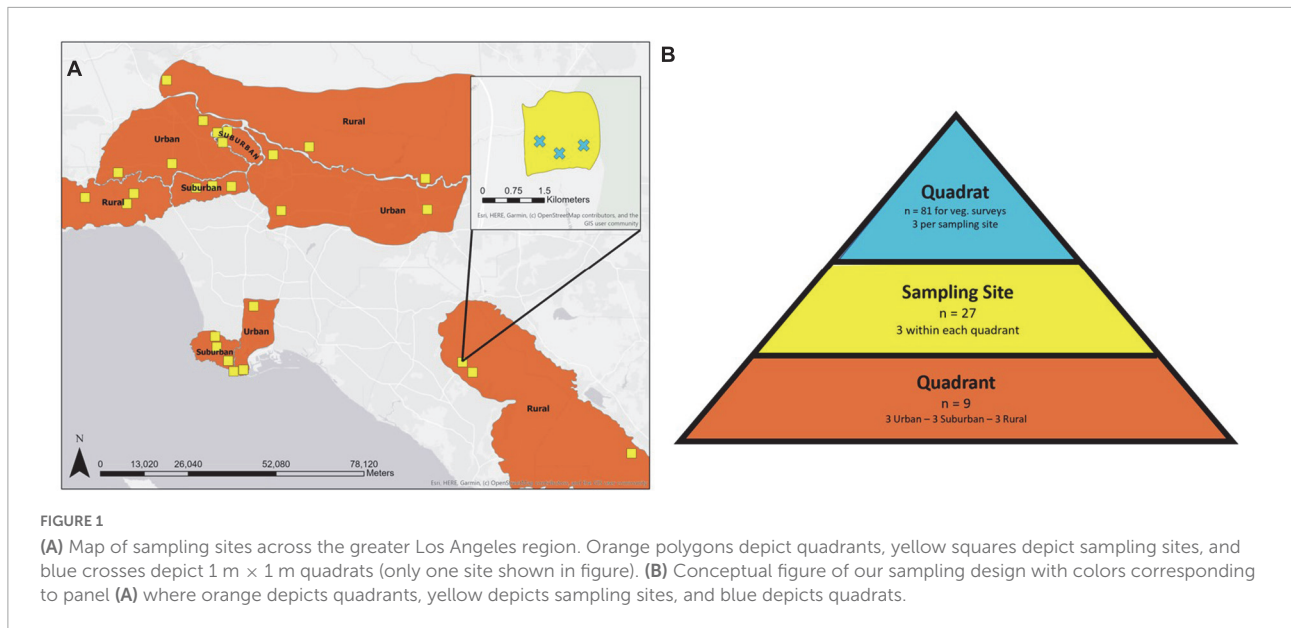 A
Rural
Urban
SUBURBAN
Suburban
Rural
Urban
0 0.75 1.5
Kilometers
Esri, HERE, Garmin, (c) OpenStreetMap contributors, and the
GIS user community
Urban
Suburban
Rural
N
0 13,020 26,040 52,080 78,120
Meters
Esri, HERE, Garmin, (c)
B
Quadrat
n = 81 for veg. surveys
3 per sampling site
Sampling Site
n = 27
3 within each quadrant
Quadrant
n = 9
3 Urban – 3 Suburban – 3 Rural
FIGURE 1
(A) Map of sampling sites across the greater Los Angeles region. Orange polygons depict quadrants, yellow squares depict sampling sites, and
blue crosses depict 1 m × 1 m quadrats (only one site shown in figure). (B) Conceptual figure of our sampling design with colors corresponding
to panel (A) where orange depicts quadrants, yellow depicts sampling sites, and blue depicts quadrats.